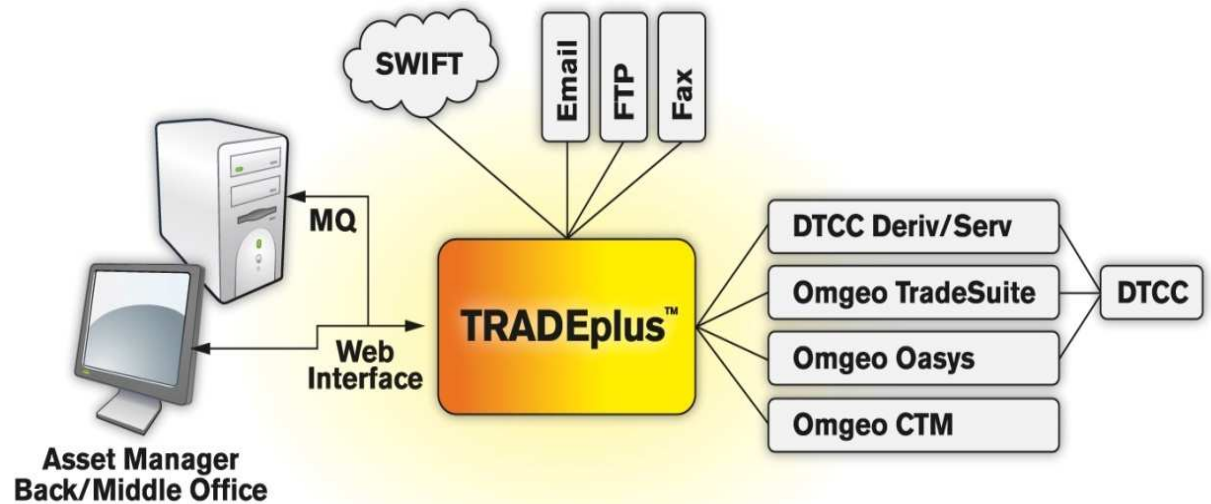 SWIFT
Email
FTP
Fax
MQ
Web
Interface
TRADEplus™
DTCC Deriv/Serv
Omgeo TradeSuite
Omgeo Oasys
Omgeo CTM
DTCC
Asset Manager
Back/Middle Office